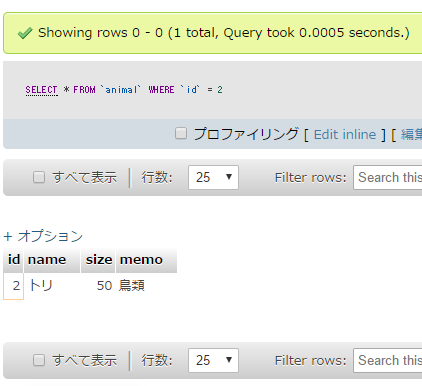 Showing rows 0 - 0 (1 total, Query took 0.0005 seconds.)
SELECT * FROM `animal` WHERE `id` = 2
プロファイリング [ Edit inline ] [ 編集
すべて表示 行数: 25 Filter rows: Search this
+ オプション
id name size memo
2 トリ 50 鳥類
すべて表示 行数: 25 Filter rows: Search this